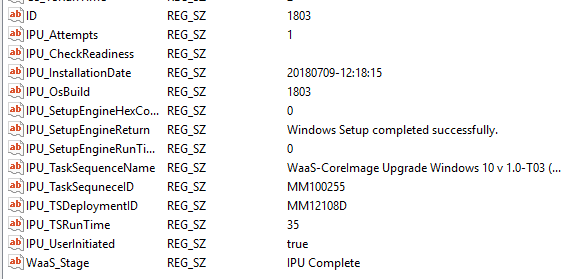 ID REG_SZ 1803
IPU_Attempts REG_SZ 1
IPU_CheckReadiness REG_SZ
IPU_InstallationDate REG_SZ 20180709-12:18:15
IPU_OsBuild REG_SZ 1803
IPU_SetupEngineHexCo... REG_SZ 0
IPU_SetupEngineReturn REG_SZ Windows Setup completed successfully.
IPU_SetupEngineRunTi... REG_SZ 0
IPU_TaskSequenceName REG_SZ WaaS-CoreImage Upgrade Windows 10 v 1.0-T03 (...
IPU_TaskSequneceID REG_SZ MM100255
IPU_TSDeploymentID REG_SZ MM12108D
IPU_TSRunTime REG_SZ 35
IPU_UserInitiated REG_SZ true
WaaS_Stage REG_SZ IPU Complete